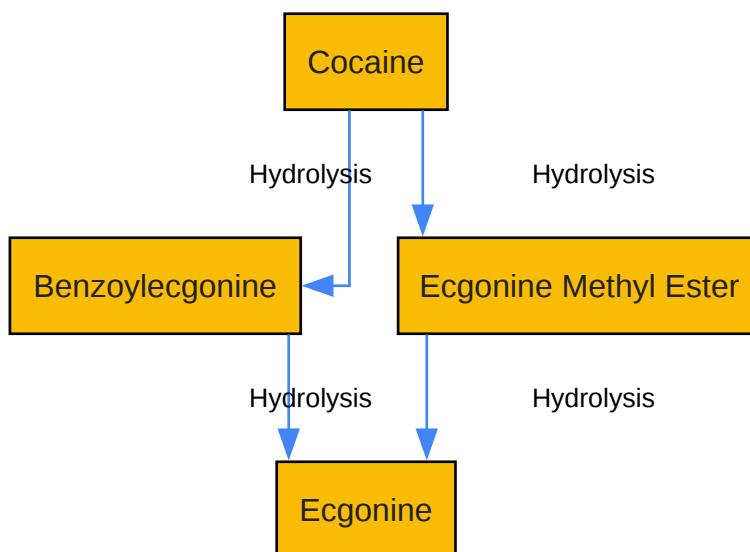 Cocaine
Hydrolysis
Hydrolysis
Benzoylecgonine
Ecgonine Methyl Ester
Hydrolysis
Hydrolysis
Ecgonine